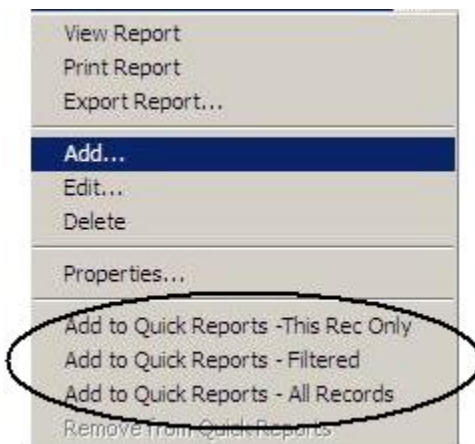 View Report
Print Report
Export Report...
Add...
Edit...
Delete
Properties...
Add to Quick Reports -This Rec Only
Add to Quick Reports - Filtered
Add to Quick Reports - All Records
Remove from Quick Reports